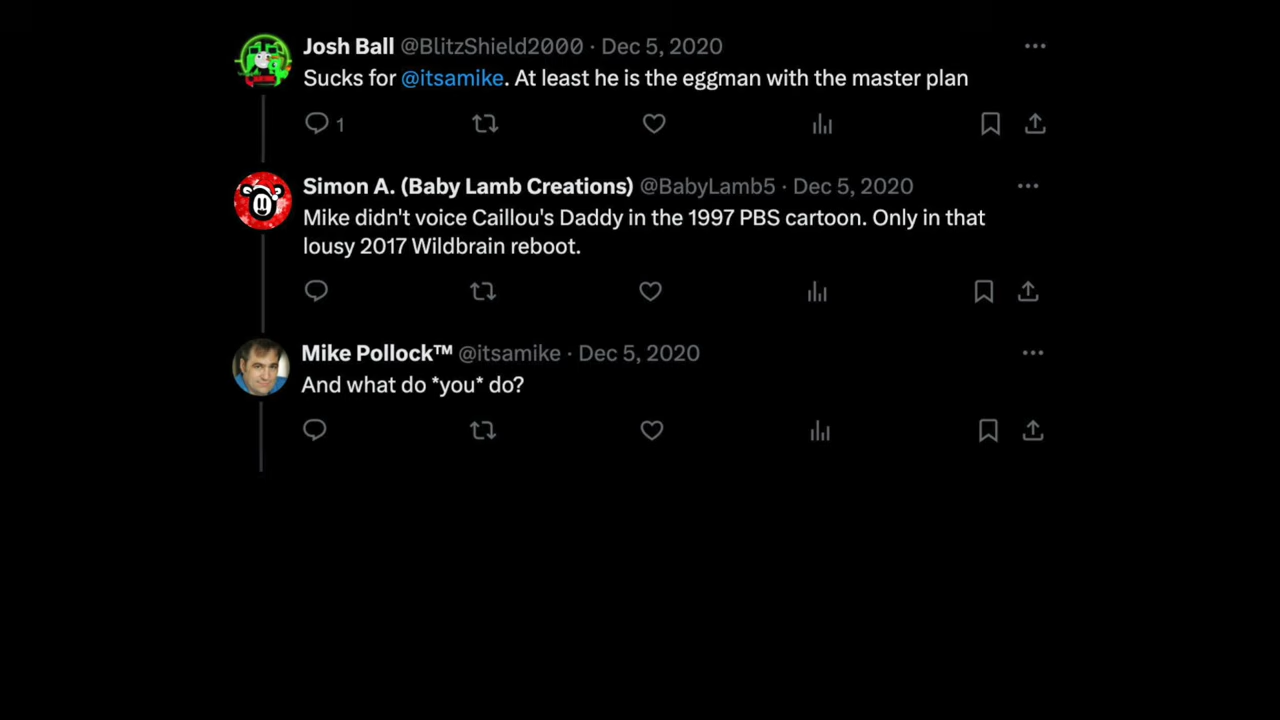 Josh Ball @BlitzShield2000 · Dec 5, 2020
Sucks for @itsamike. At least he is the eggman with the master plan
1
Simon A. (Baby Lamb Creations) @BabyLamb5 · Dec 5, 2020
Mike didn't voice Caillou's Daddy in the 1997 PBS cartoon. Only in that
lousy 2017 Wildbrain reboot.
Mike Pollock™ @itsamike · Dec 5, 2020
And what do *you* do?